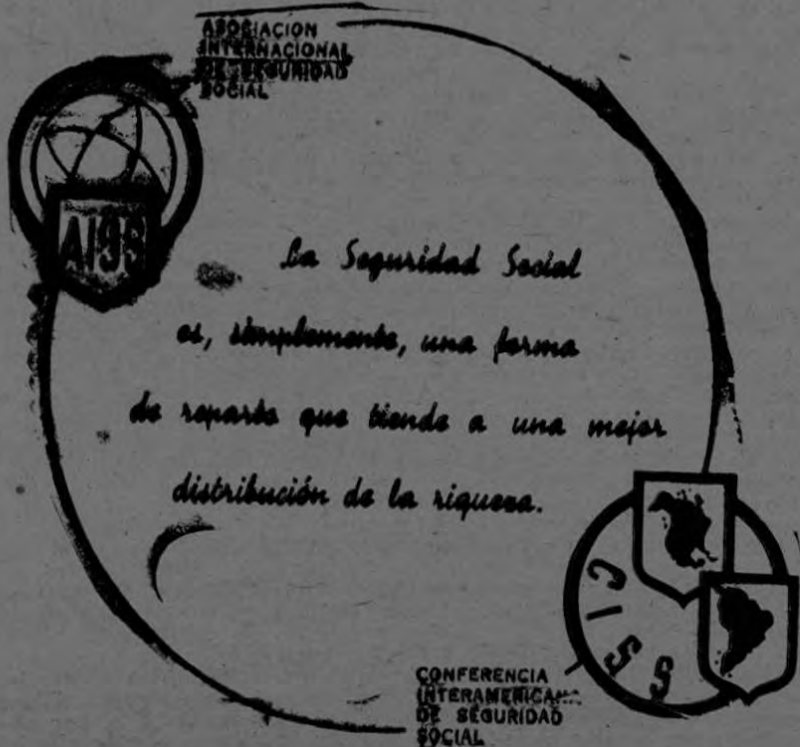 ASOCIACION
INTERNACIONAL
DE SEGURIDAD
SOCIAL
AISS
La Seguridad Social
es, simplemente, una forma
de reparto que tiende a una mejor
distribución de la riqueza.
CISS
CONFERENCIA
INTERAMERICANA
DE SEGURIDAD
SOCIAL